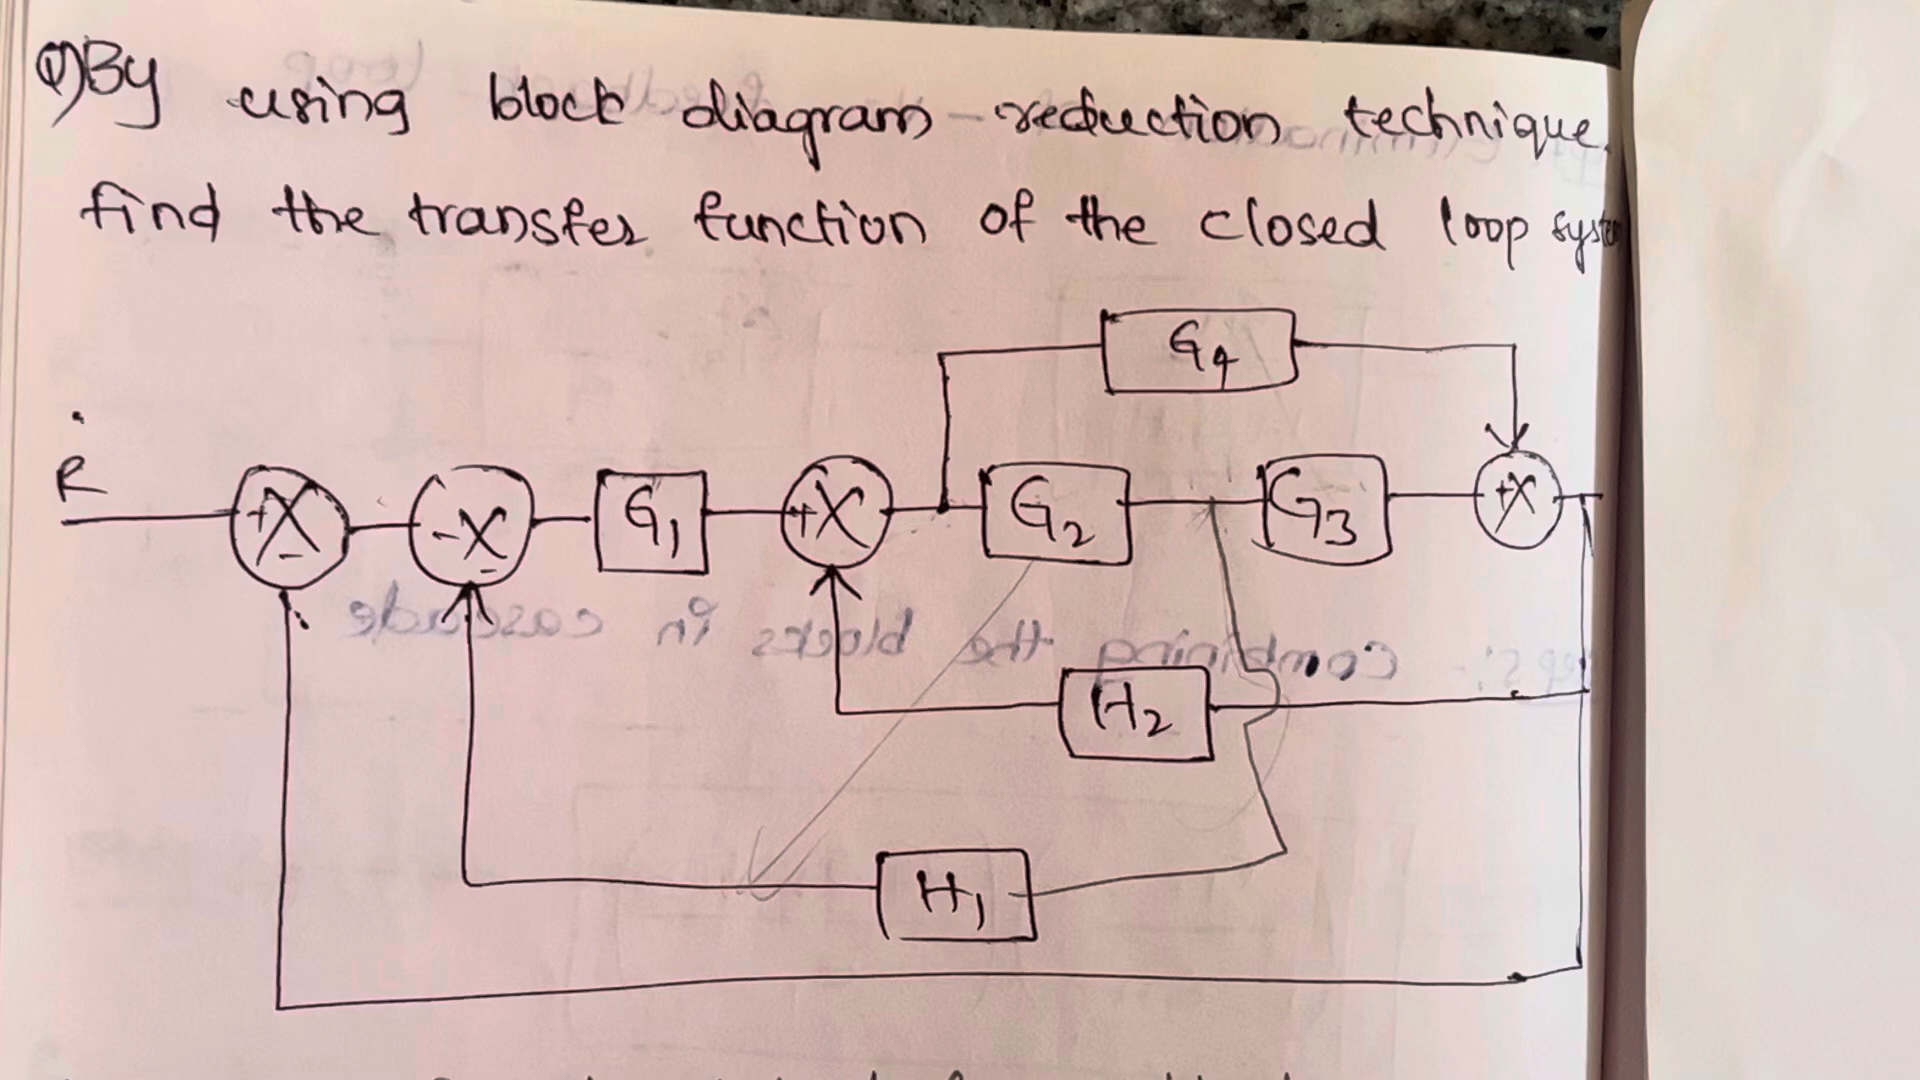 Q) By using block diagram reduction technique
find the transfer function of the closed loop system
G4
R
+X
-
-X
-
G1
+X
G2
G3
+X
H2
H1